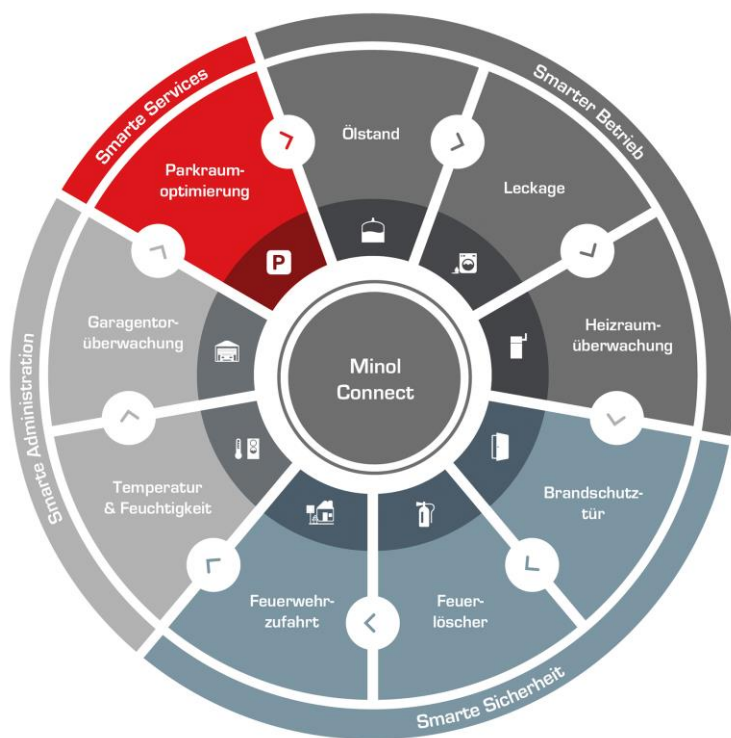 Smarte Services
Smarter Betrieb
Ölstand
Parkraum-
optimierung
Leckage
P
Garagentor-
überwachung
Heizraum-
überwachung
Minol
Connect
Smarte Administration
Temperatur
& Feuchtigkeit
Brandschutz-
tür
Feuerwehr-
zufahrt
Feuer-
löscher
Smarte Sicherheit